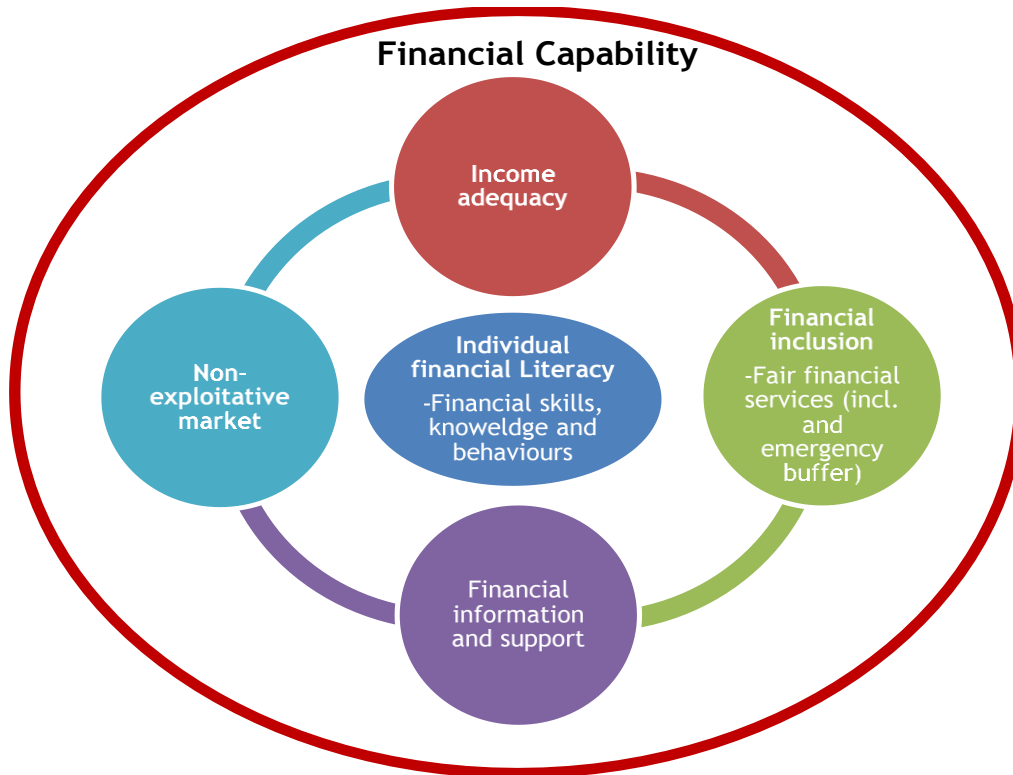 Financial Capability
Income
adequacy
Non-
exploitative
market
Individual
financial Literacy
-Financial skills,
knoweldge and
behaviours
Financial
inclusion
-Fair financial
services (incl.
and
emergency
buffer)
Financial
information
and support